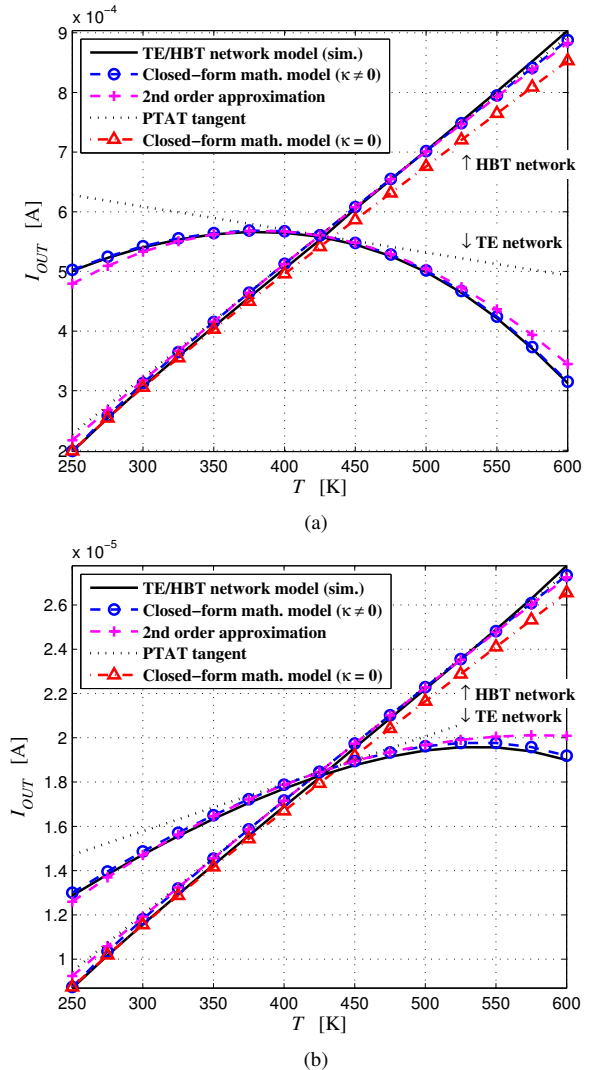 x 10⁻⁴
9
8
7
6
5
4
3
2
I_OUT [A]
TE/HBT network model (sim.)
Closed−form math. model (κ ≠ 0)
2nd order approximation
PTAT tangent
Closed−form math. model (κ = 0)
↑ HBT network
↓ TE network
250 300 350 400 450 500 550 600
T [K]
(a)
x 10⁻⁵
2.6
2.4
2.2
2
1.8
1.6
1.4
1.2
1
I_OUT [A]
TE/HBT network model (sim.)
Closed−form math. model (κ ≠ 0)
2nd order approximation
PTAT tangent
Closed−form math. model (κ = 0)
↑ HBT network
↓ TE network
250 300 350 400 450 500 550 600
T [K]
(b)